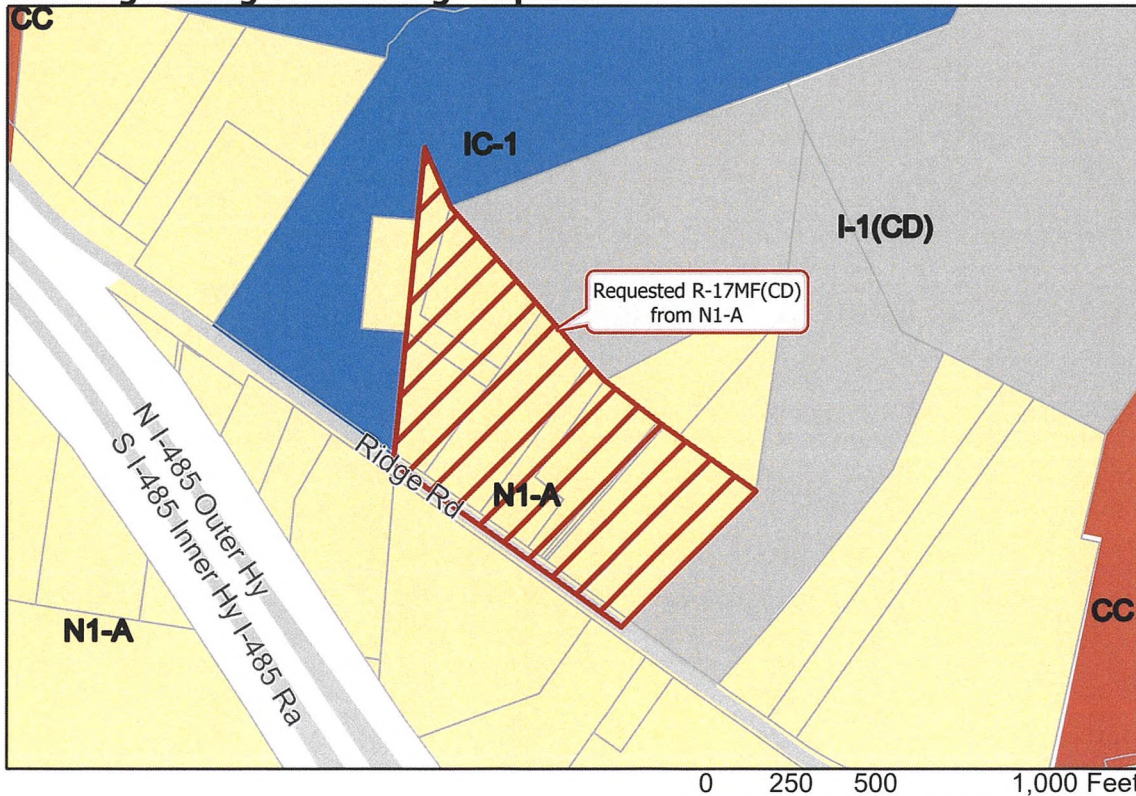 CC
IC-1
I-1(CD)
Requested R-17MF(CD)
from N1-A
N I-485 Outer Hy
S I-485 Inner Hy I-485 Ra
Ridge Rd
N1-A
N1-A
CC
0 250 500 1,000 Feet